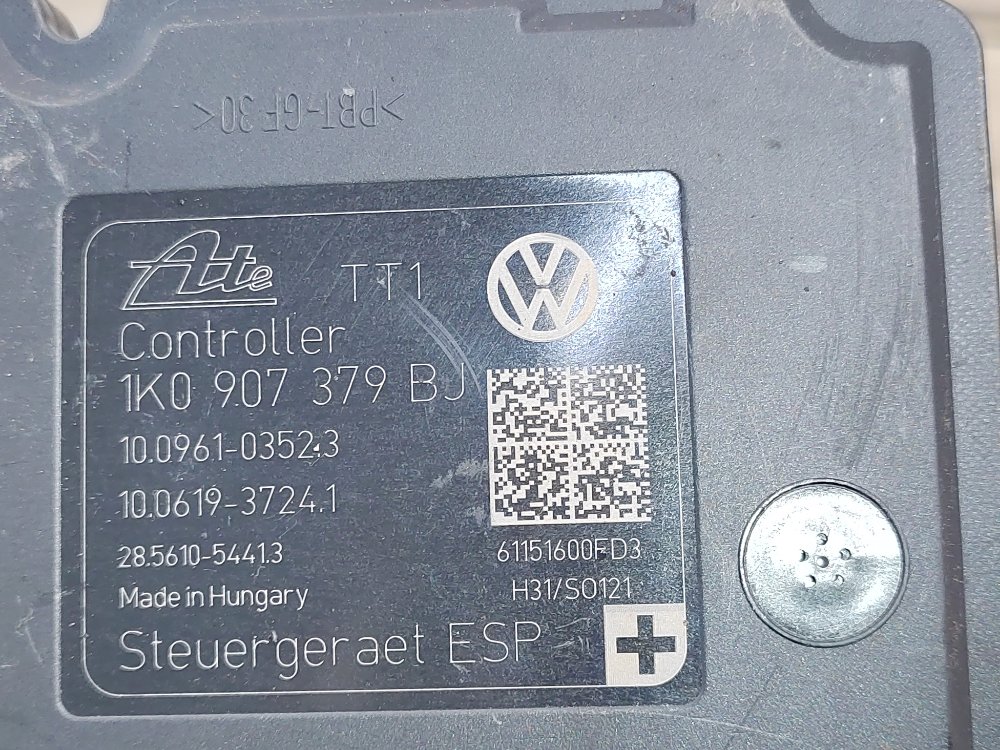 >PBT-GF30<
Ate TT1
Controller
1K0 907 379 BJ
10.0961-0352.3
10.0619-3724.1
28.5610-5441.3
61151600FD3
Made in Hungary
H31/SO121
Steuergeraet ESP